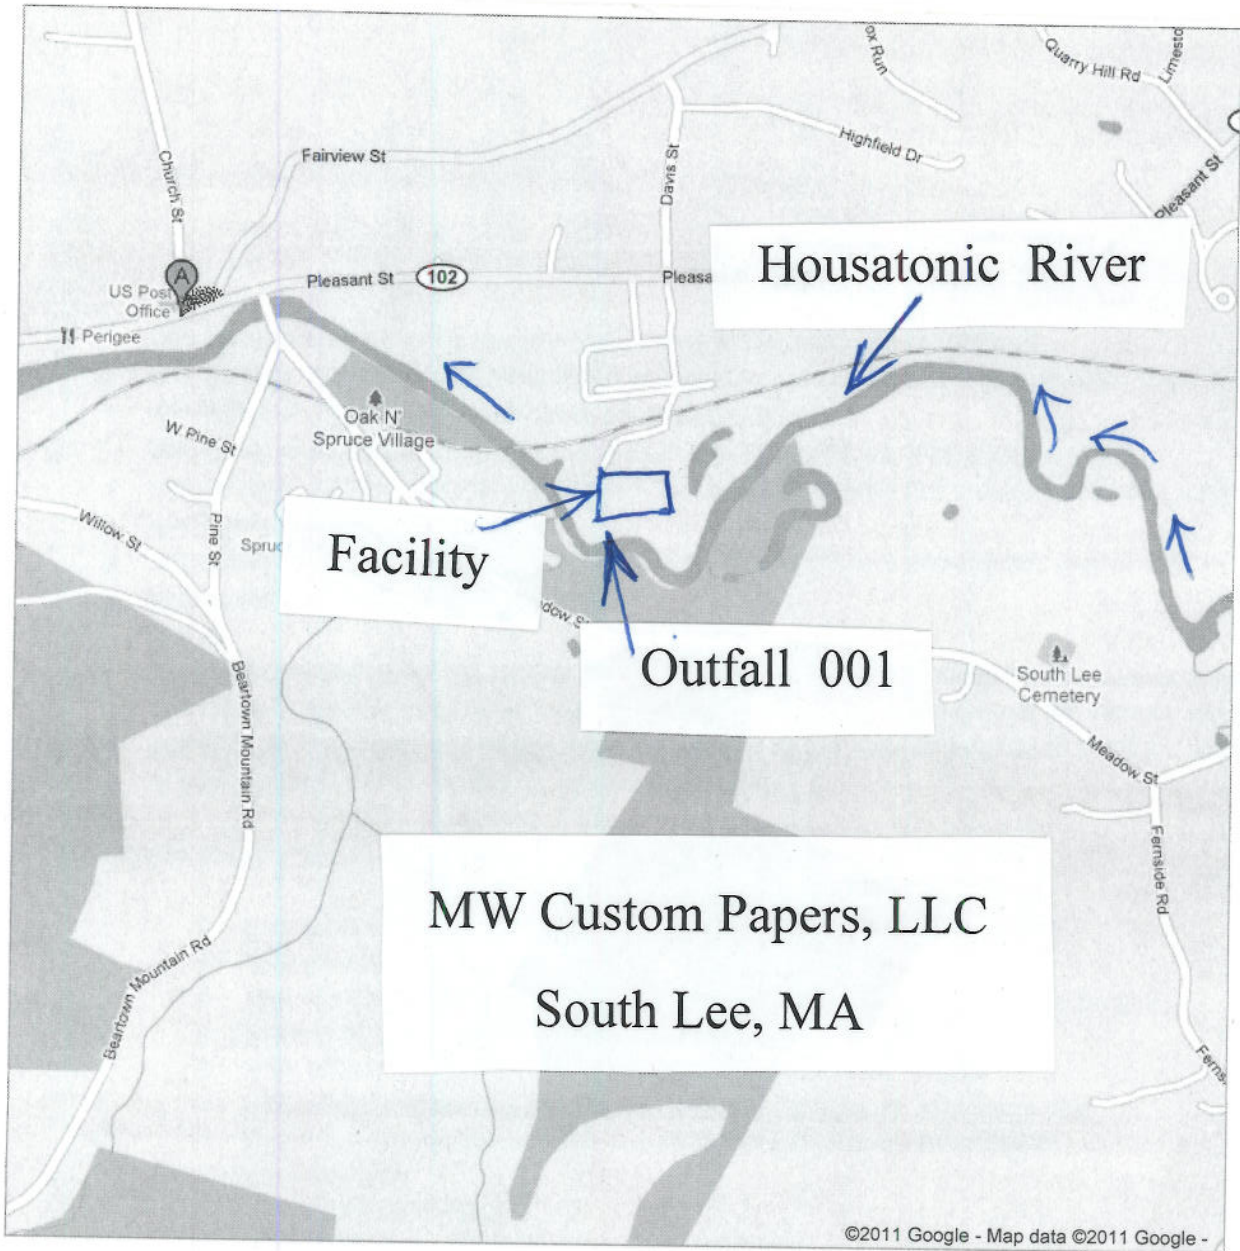 ox Run
Quarry Hill Rd
Limesto
Highfield Dr
Church St
Fairview St
Davis St
Pleasant St
Housatonic River
A
US Post
Office
Pleasant St
102
Pleasa
Perigee
Oak N'
Spruce Village
W Pine St
Willow St
Pine St
Spruc
Facility
adow S
Outfall 001
South Lee
Cemetery
Beartown Mountain Rd
Meadow St
Fernside Rd
MW Custom Papers, LLC
South Lee, MA
Beartown Mountain Rd
Ferns
©2011 Google - Map data ©2011 Google -